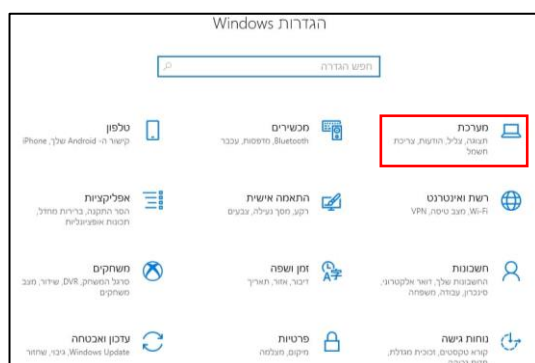 הגדרות Windows
חפש הגדרה
מערכת
תצוגה, צליל, הודעות, צריכת
חשמל
מכשירים
Bluetooth, מדפסות, עכבר
טלפון
קישור ה- Android שלך, iPhone
רשת ואינטרנט
Wi-Fi, מצב טיסה, VPN
התאמה אישית
רקע, מסך נעילה, צבעים
אפליקציות
הסר התקנה, ברירות מחדל,
תכונות אופציונליות
חשבונות
החשבונות שלך, דואר אלקטרוני,
סינכרון, עבודה, משפחה
זמן ושפה
דיבור, אזור, תאריך
משחקים
סרגל המשחק, DVR, שידור, מצב
משחקים
נוחות גישה
קורא טקסטים, זכוכית מגדלת,
פרטיות
מיקום, מצלמה
עדכון ואבטחה
Windows Update, גיבוי, שחזור